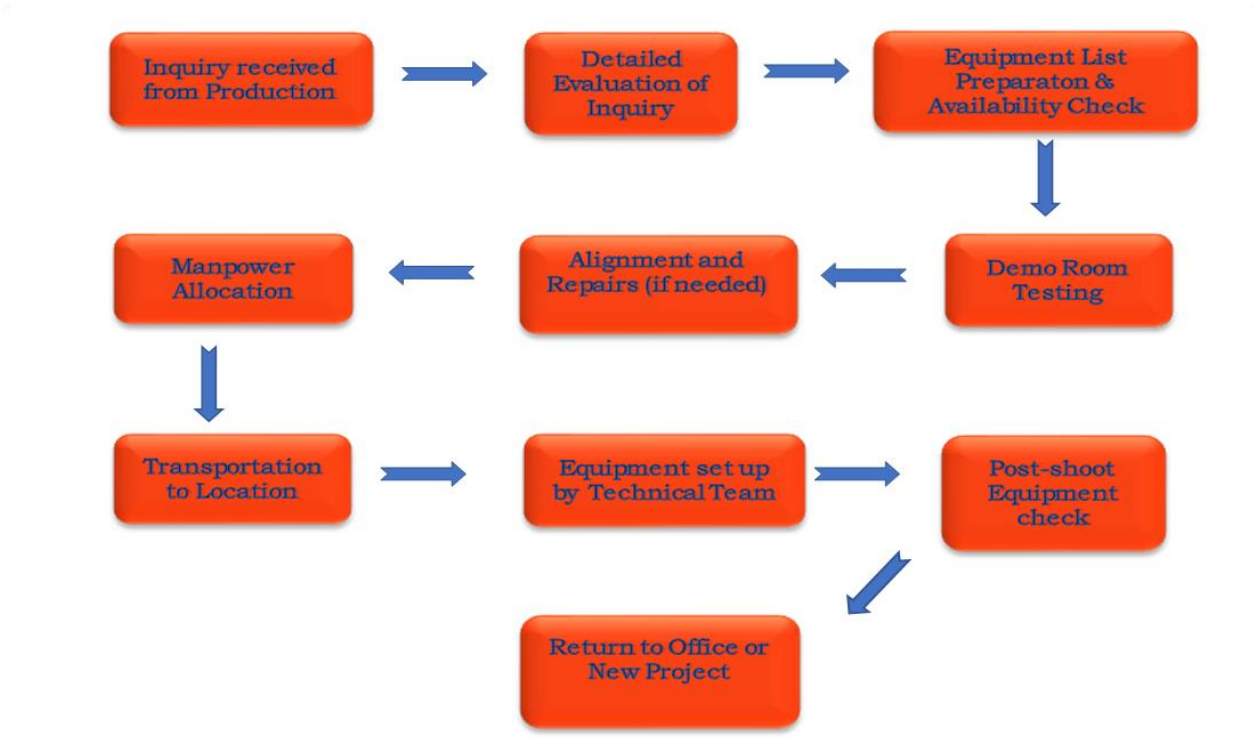 Inquiry received
from Production
Detailed
Evaluation of
Inquiry
Equipment List
Preparaton &
Availability Check
Demo Room
Testing
Alignment and
Repairs (if needed)
Manpower
Allocation
Transportation
to Location
Equipment set up
by Technical Team
Post-shoot
Equipment
check
Return to Office or
New Project